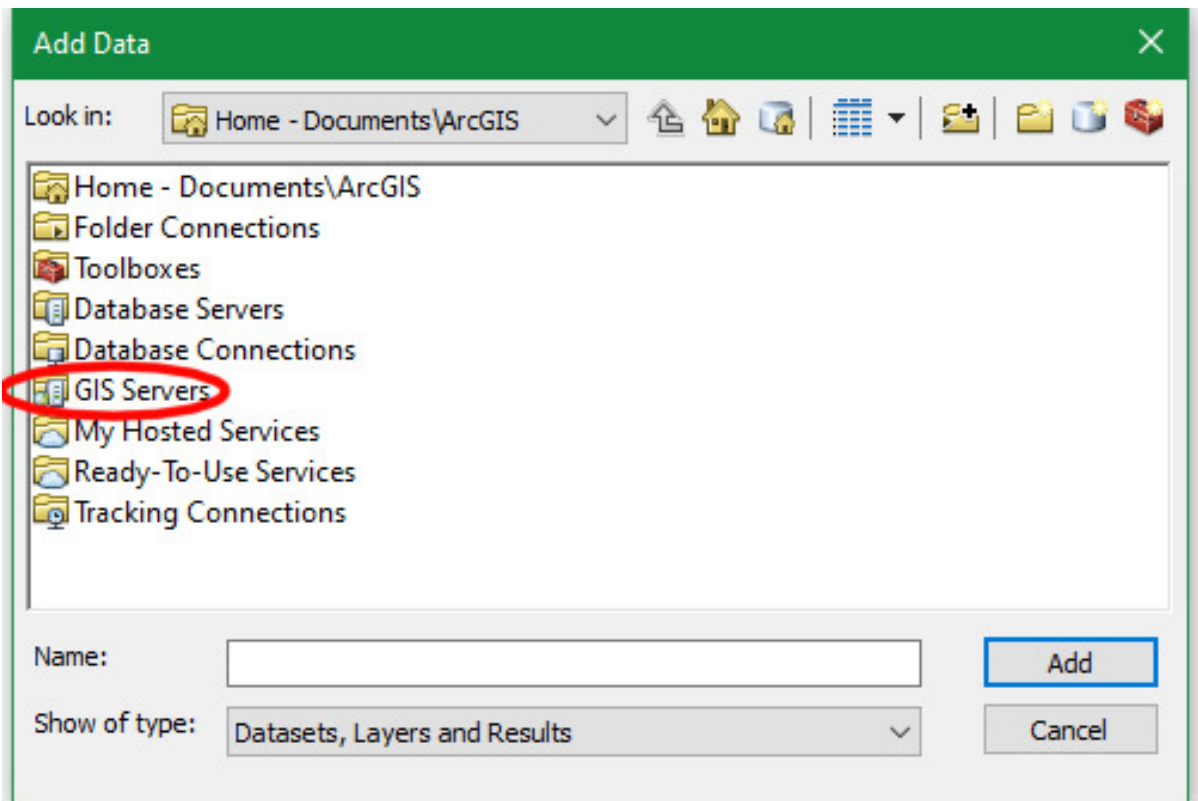 Add Data
Look in: Home - Documents\ArcGIS
Home - Documents\ArcGIS
Folder Connections
Toolboxes
Database Servers
Database Connections
GIS Servers
My Hosted Services
Ready-To-Use Services
Tracking Connections
Name:
Add
Show of type: Datasets, Layers and Results
Cancel